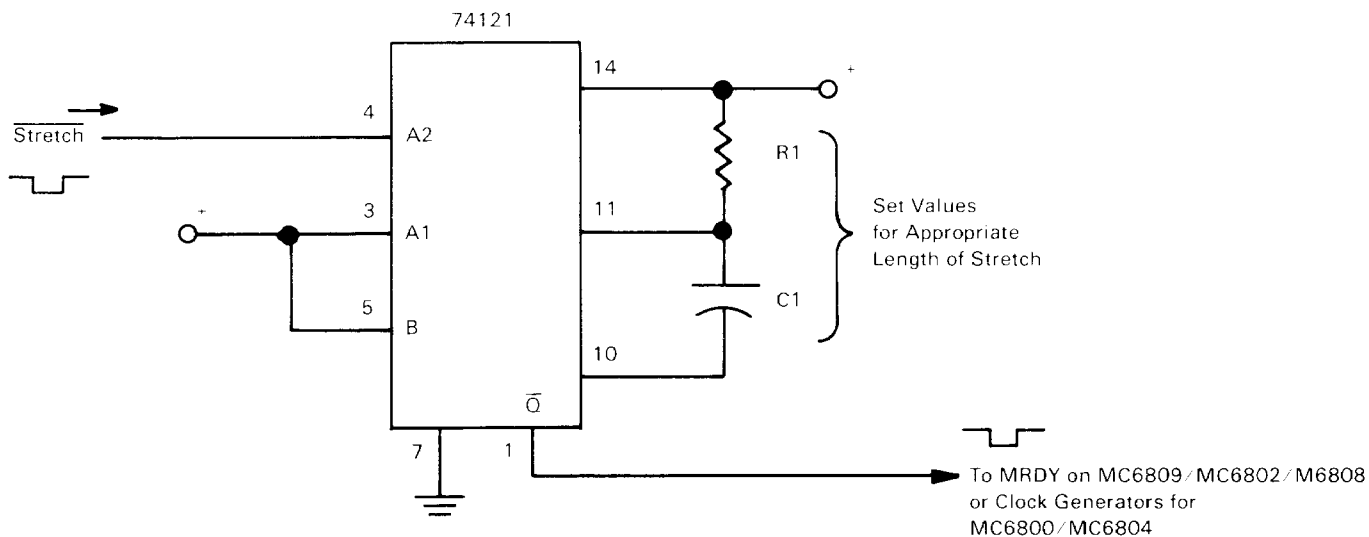 74121
14
+
4
Stretch
A2
R1
+
3
A1
11
Set Values
for Appropriate
Length of Stretch
C1
5
B
10
Q̅
7
1
To MRDY on MC6809/MC6802/M6808
or Clock Generators for
MC6800/MC6804